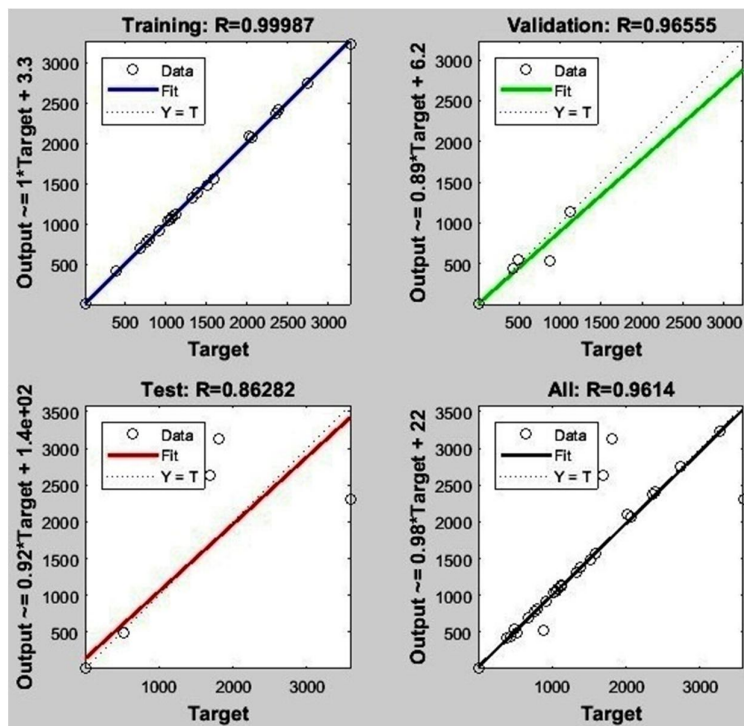 Training: R=0.99987
Output ~= 1*Target + 3.3
3000
2500
2000
1500
1000
500
Data
Fit
Y = T
500 1000 1500 2000 2500 3000
Target
Validation: R=0.96555
Output ~= 0.89*Target + 6.2
3000
2500
2000
1500
1000
500
Data
Fit
Y = T
500 1000 1500 2000 2500 3000
Target
Test: R=0.86282
Output ~= 0.92*Target + 1.4e+02
3500
3000
2500
2000
1500
1000
500
Data
Fit
Y = T
1000 2000 3000
Target
All: R=0.9614
Output ~= 0.98*Target + 22
3500
3000
2500
2000
1500
1000
500
Data
Fit
Y = T
1000 2000 3000
Target